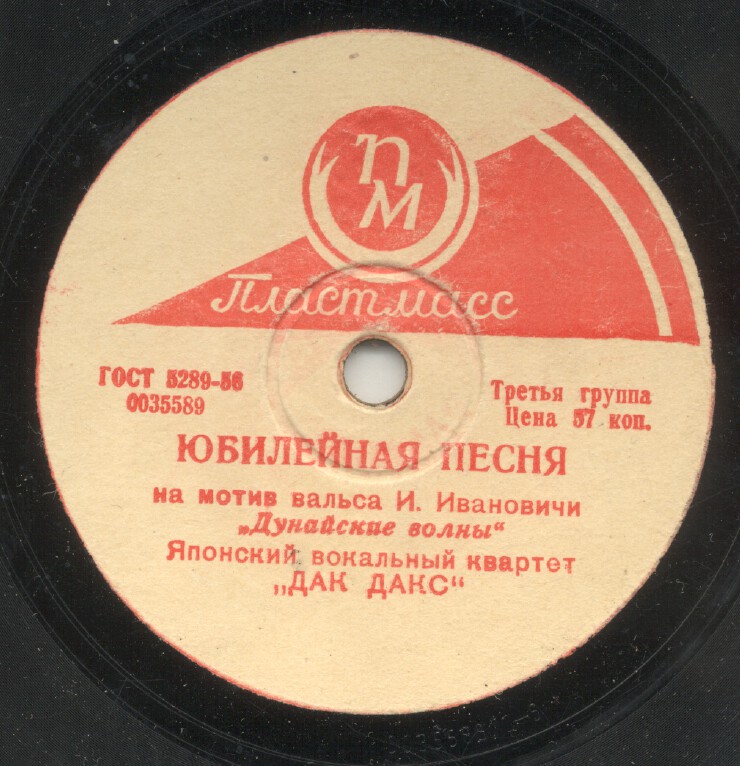 ПМ
Пластмасс
ГОСТ 5289-56
0035589
Третья группа
Цена 57 коп.
ЮБИЛЕЙНАЯ ПЕСНЯ
на мотив вальса И. Ивановичи
„Дунайские волны“
Японский вокальный квартет
„ДАК ДАКС“